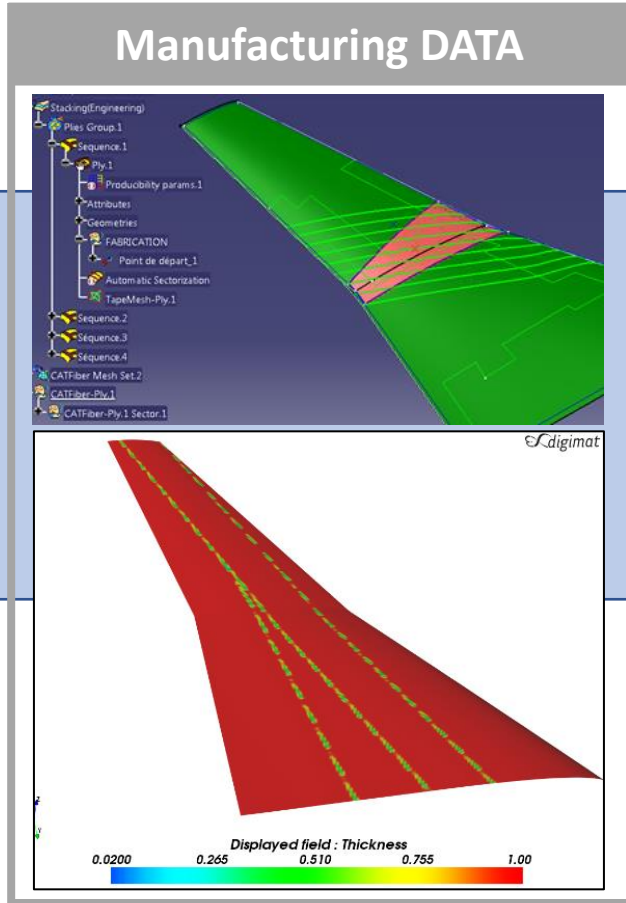 Manufacturing DATA
Stacking(Engineering)
Plies Group.1
Sequence.1
Ply.1
Producibility params.1
Attributes
Geometries
FABRICATION
Point de départ_1
Automatic Sectorization
TapeMesh-Ply.1
Sequence.2
Séquence.3
Séquence.4
CATFiber Mesh Set.2
CATFiber-Ply.1
CATFiber-Ply.1 Sector.1
digimat
Displayed field : Thickness
0.0200 0.265 0.510 0.755 1.00